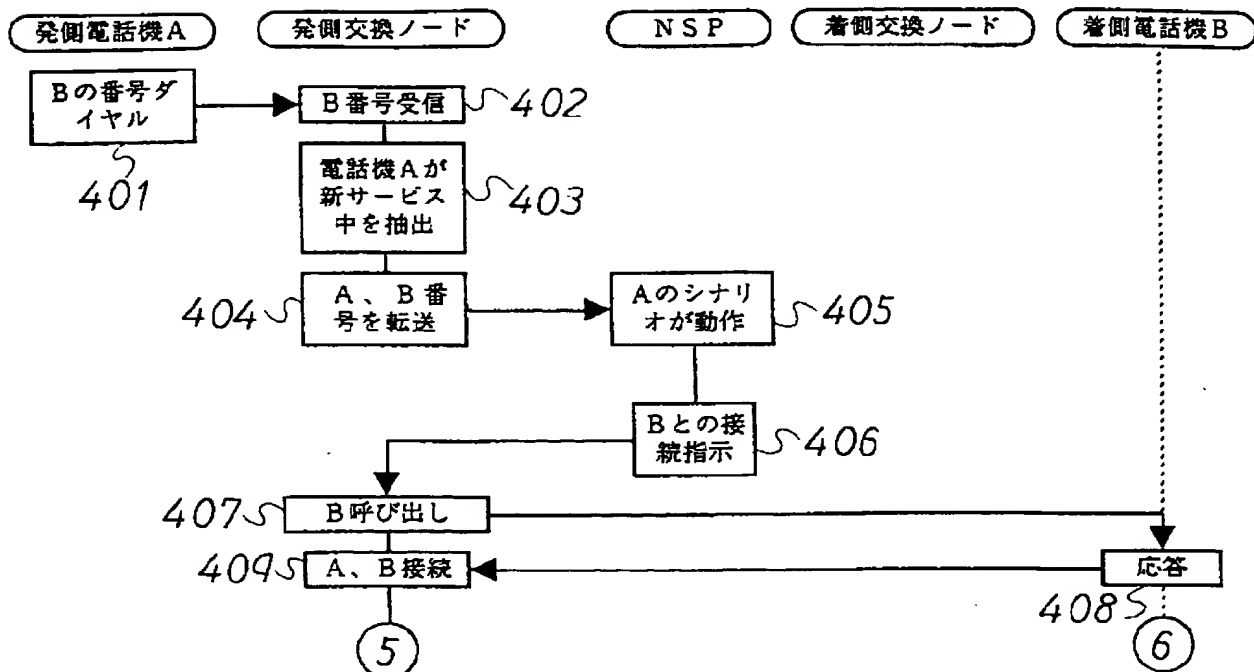 発側電話機A
発側交換ノード
NSP
着側交換ノード
着側電話機B
Bの番号ダ
イヤル
401
B番号受信
402
電話機Aが
新サービス
中を抽出
403
A、B番
号を転送
404
Aのシナリ
オが動作
405
Bとの接
続指示
406
B呼び出し
407
応答
408
A、B接続
409
5
6